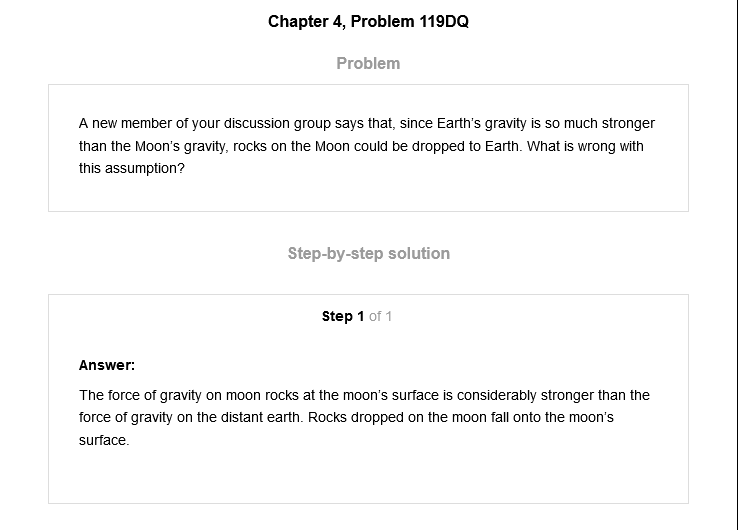 Chapter 4, Problem 119DQ
Problem
A new member of your discussion group says that, since Earth's gravity is so much stronger
than the Moon's gravity, rocks on the Moon could be dropped to Earth. What is wrong with
this assumption?
Step-by-step solution
Step 1 of 1
Answer:
The force of gravity on moon rocks at the moon's surface is considerably stronger than the
force of gravity on the distant earth. Rocks dropped on the moon fall onto the moon's
surface.